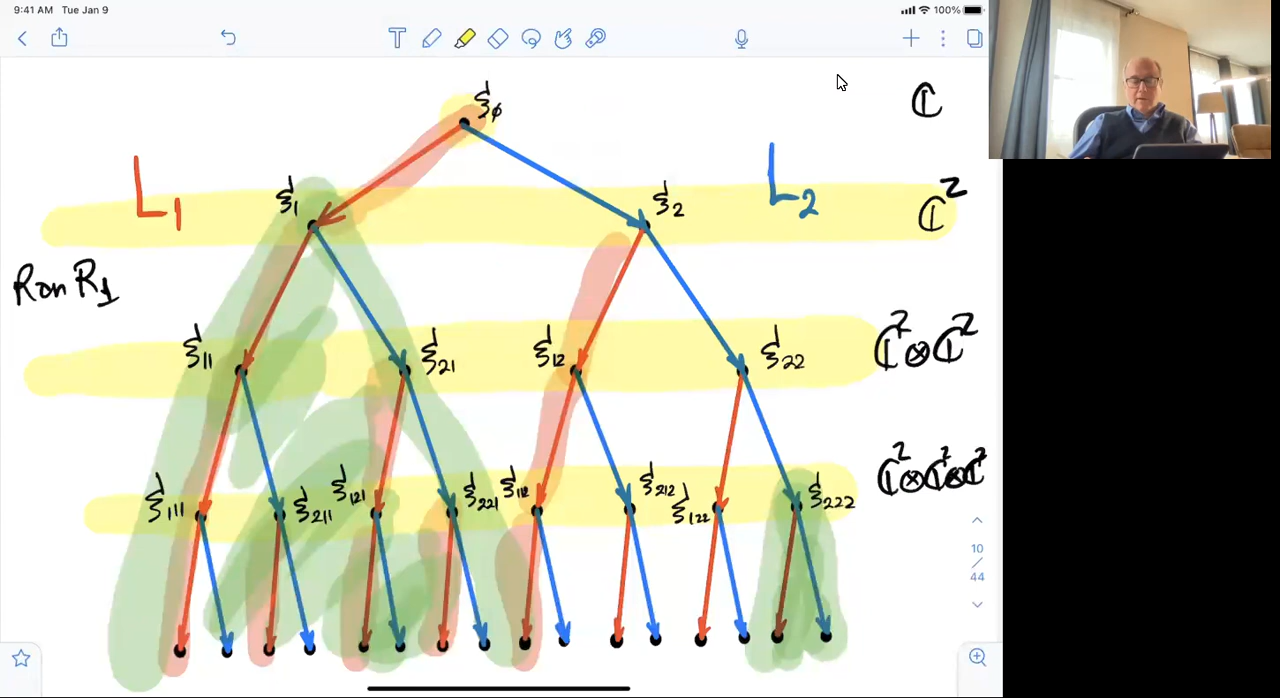 9:41 AM Tue Jan 9
100%
ξ∅
ℂ
L₁
ξ₁
ξ₂
L₂
ℂ²
Ran R₁
ξ₁₁
ξ₂₁
ξ₁₂
ξ₂₂
ℂ²⊗ℂ²
ξ₁₁₁
ξ₂₁₁
ξ₁₂₁
ξ₂₂₁
ξ₁₁₂
ξ₂₁₂
ξ₁₂₂
ξ₂₂₂
ℂ²⊗ℂ²⊗ℂ²
10
/
44